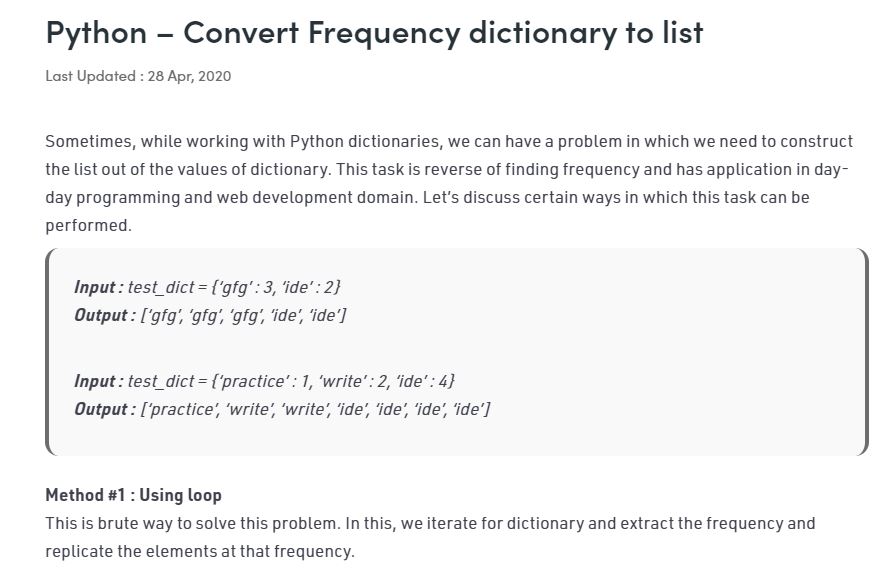 Python – Convert Frequency dictionary to list
Last Updated : 28 Apr, 2020
Sometimes, while working with Python dictionaries, we can have a problem in which we need to construct
the list out of the values of dictionary. This task is reverse of finding frequency and has application in day-
day programming and web development domain. Let’s discuss certain ways in which this task can be
performed.
Input : test_dict = {‘gfg’ : 3, ‘ide’ : 2}
Output : [‘gfg’, ‘gfg’, ‘gfg’, ‘ide’, ‘ide’]
Input : test_dict = {‘practice’ : 1, ‘write’ : 2, ‘ide’ : 4}
Output : [‘practice’, ‘write’, ‘write’, ‘ide’, ‘ide’, ‘ide’, ‘ide’]
Method #1 : Using loop
This is brute way to solve this problem. In this, we iterate for dictionary and extract the frequency and
replicate the elements at that frequency.